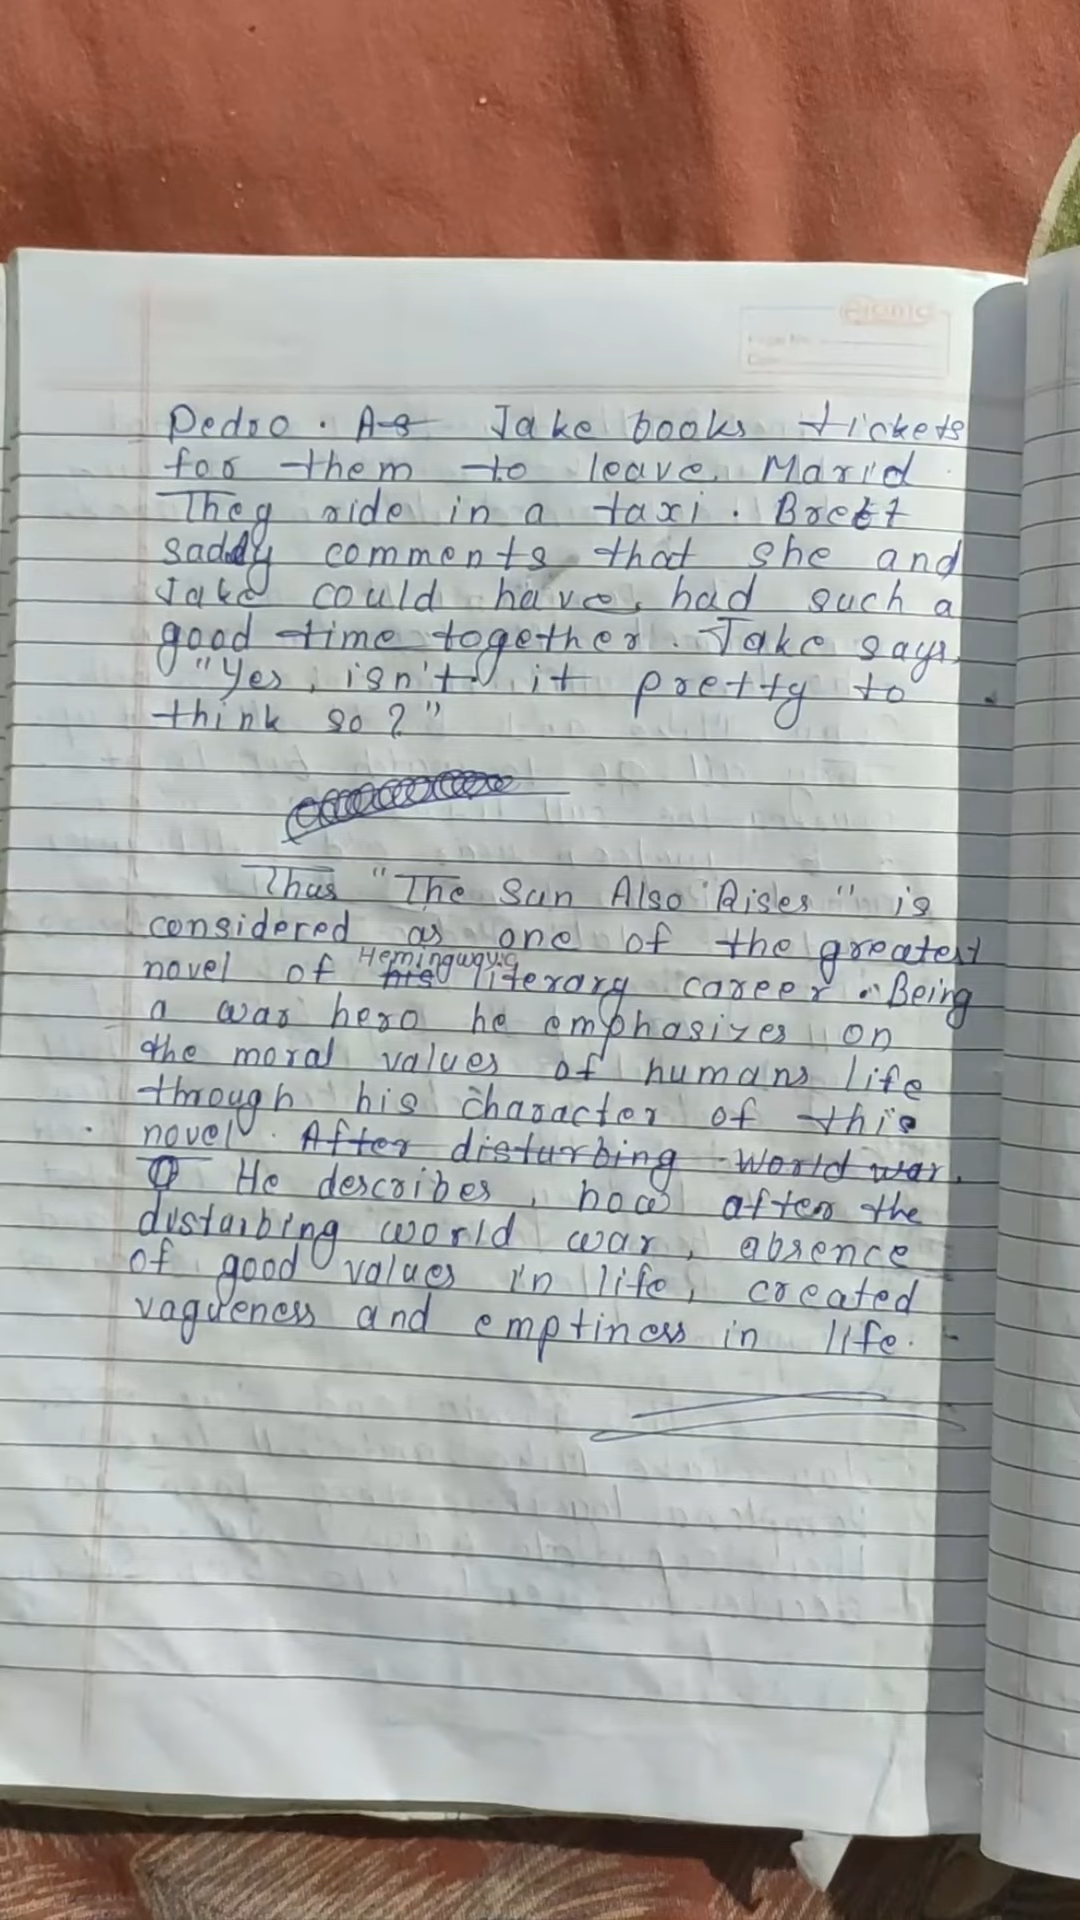 Pedro. As Jake books tickets
for them to leave Marid
They ride in a taxi. Brett
saddly comments that she and
Jake could have had such a
good time together. Jake says
"Yes, isn't it pretty to
think so?"
Thus "The Sun Also Rises" is
considered as one of the greatest
novel of his Hemingway's literary career. Being
a war hero he emphasizes on
the moral values of humans life
through his character of this
novel. After disturbing World war.
He describes, how after the
disturbing world war, absence
of good values in life, created
vagueness and emptiness in life.